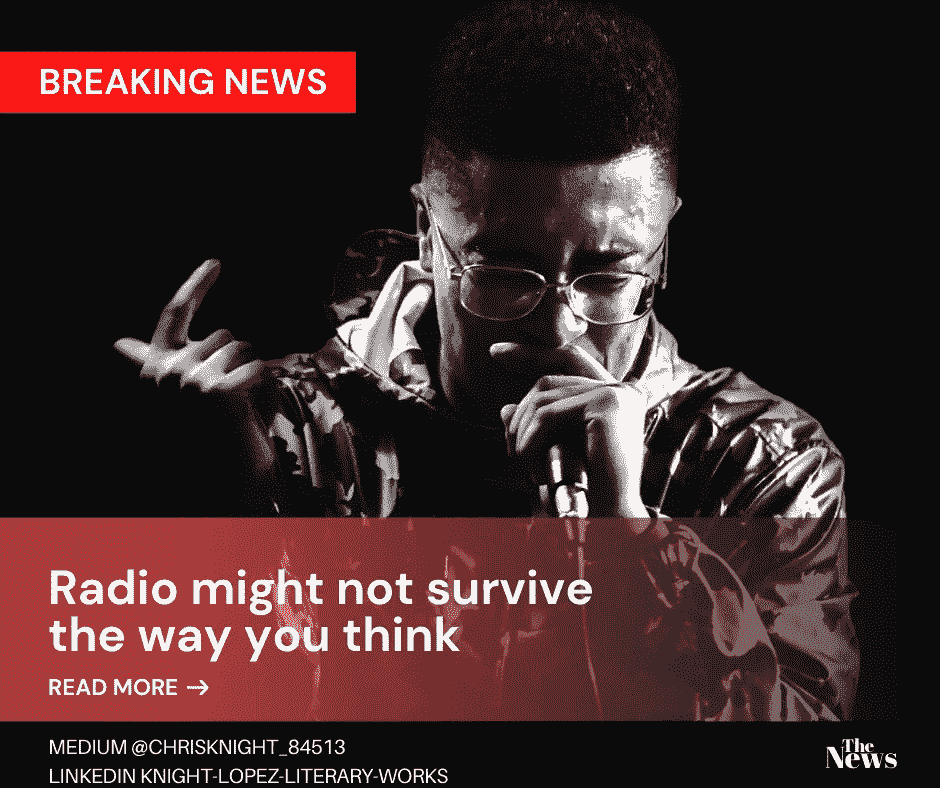 BREAKING NEWS
Radio might not survive
the way you think
READ MORE →
MEDIUM @CHRISKNIGHT_84513
LINKEDIN KNIGHT-LOPEZ-LITERARY-WORKS
The
News